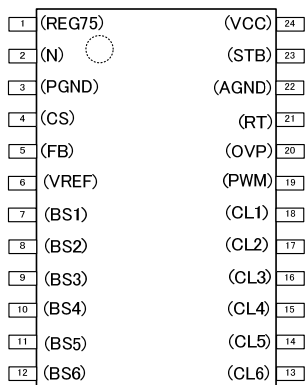 1 (REG75) (VCC) 24
2 (N) (STB) 23
3 (PGND) (AGND) 22
4 (CS) (RT) 21
5 (FB) (OVP) 20
6 (VREF) (PWM) 19
7 (BS1) (CL1) 18
8 (BS2) (CL2) 17
9 (BS3) (CL3) 16
10 (BS4) (CL4) 15
11 (BS5) (CL5) 14
12 (BS6) (CL6) 13